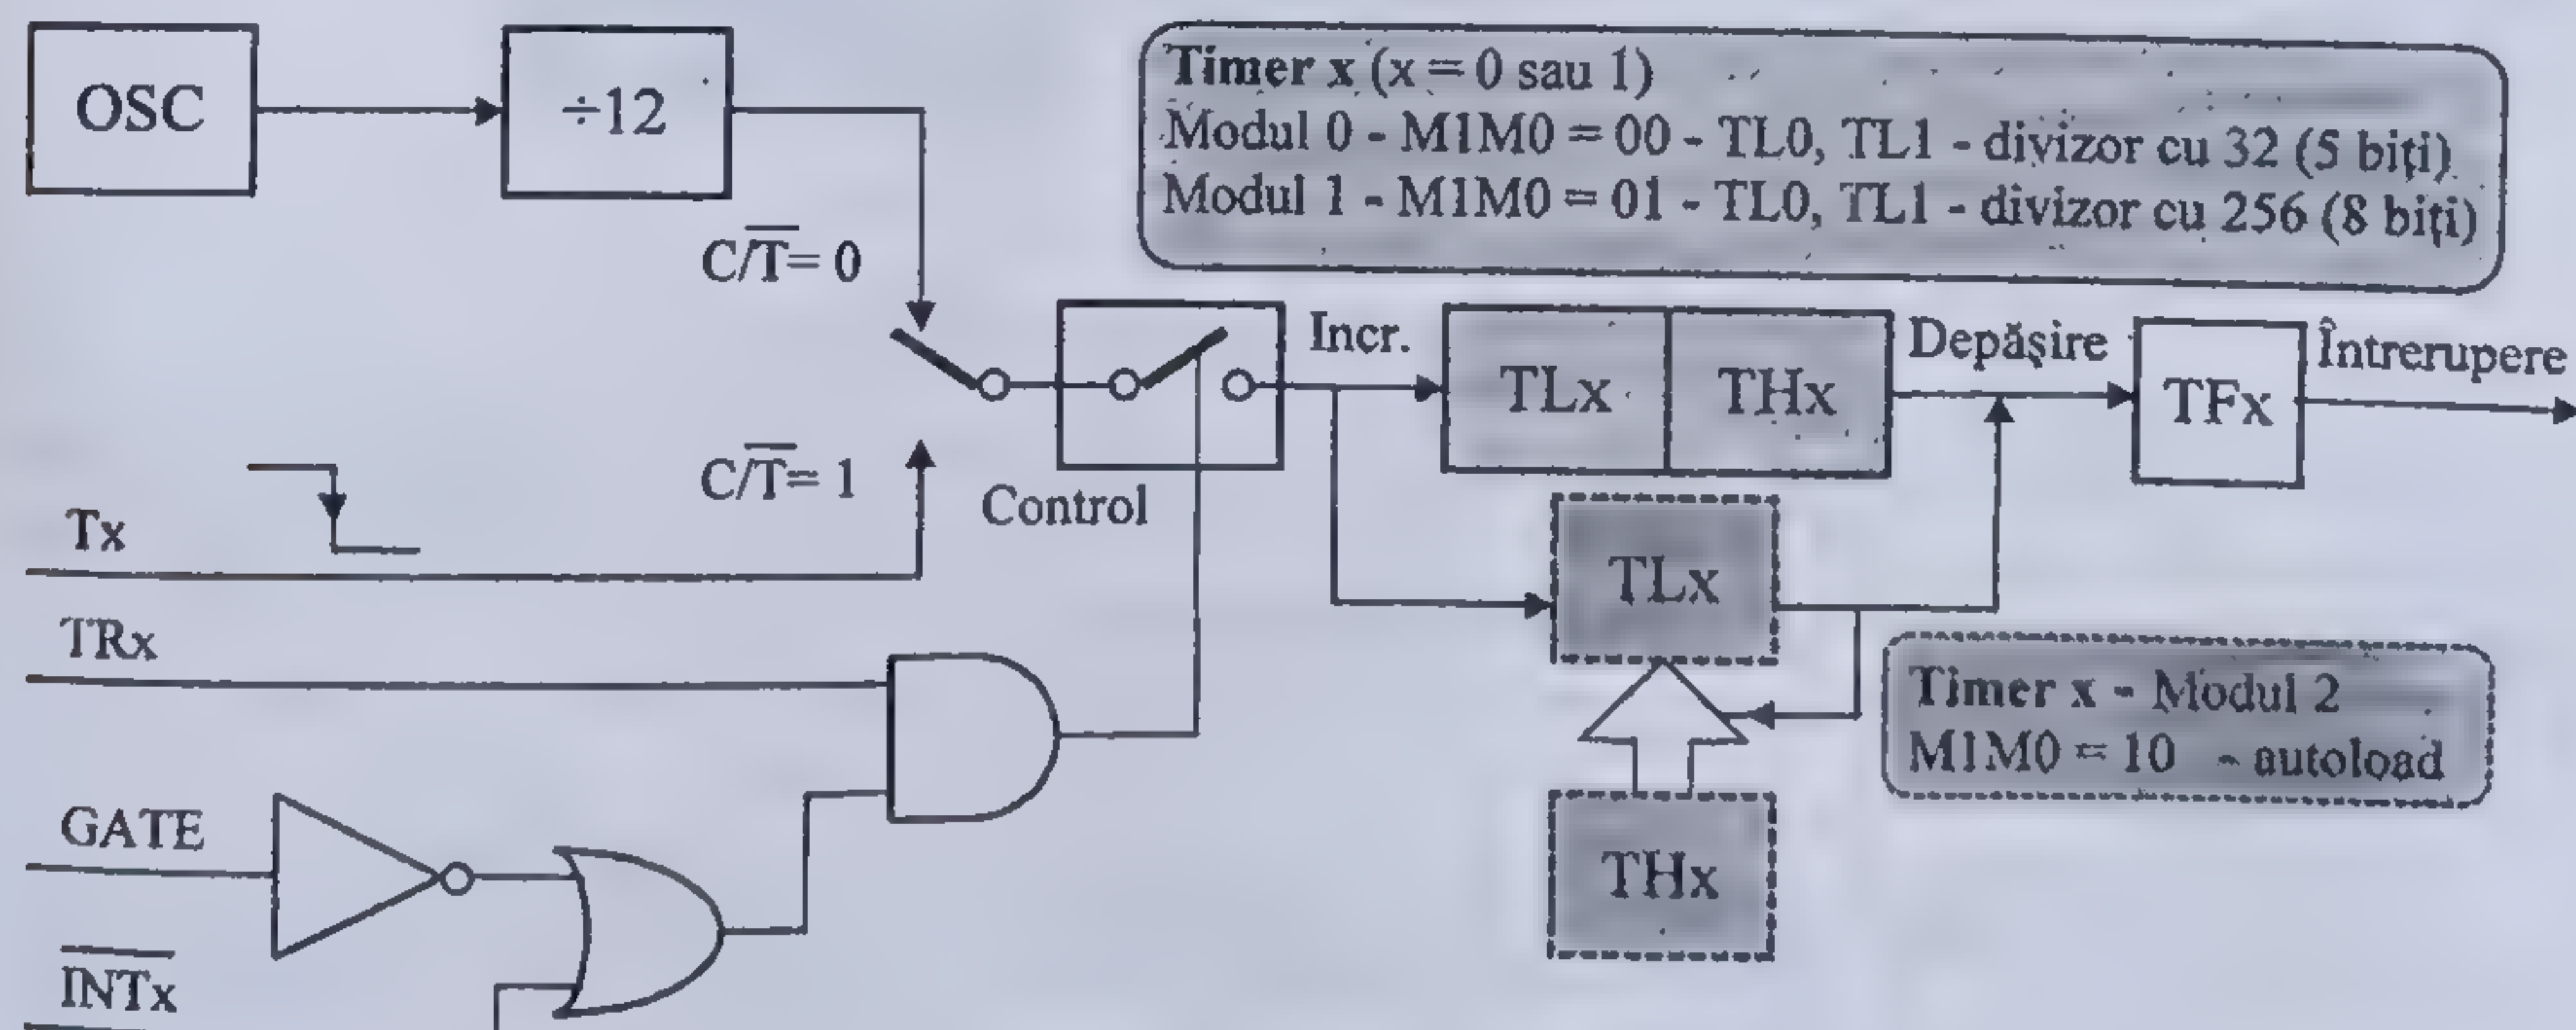 OSC
÷12
Timer x (x = 0 sau 1)
Modul 0 - M1M0 = 00 - TL0, TL1 - divizor cu 32 (5 biți)
Modul 1 - M1M0 = 01 - TL0, TL1 - divizor cu 256 (8 biți)
C/T̅= 0
Incr.
TLx
THx
Depășire
TFx
Întrerupere
C/T̅= 1
Control
Tx
TLx
TRx
Timer x - Modul 2
M1M0 = 10 - autoload
GATE
THx
I̅N̅T̅x̅